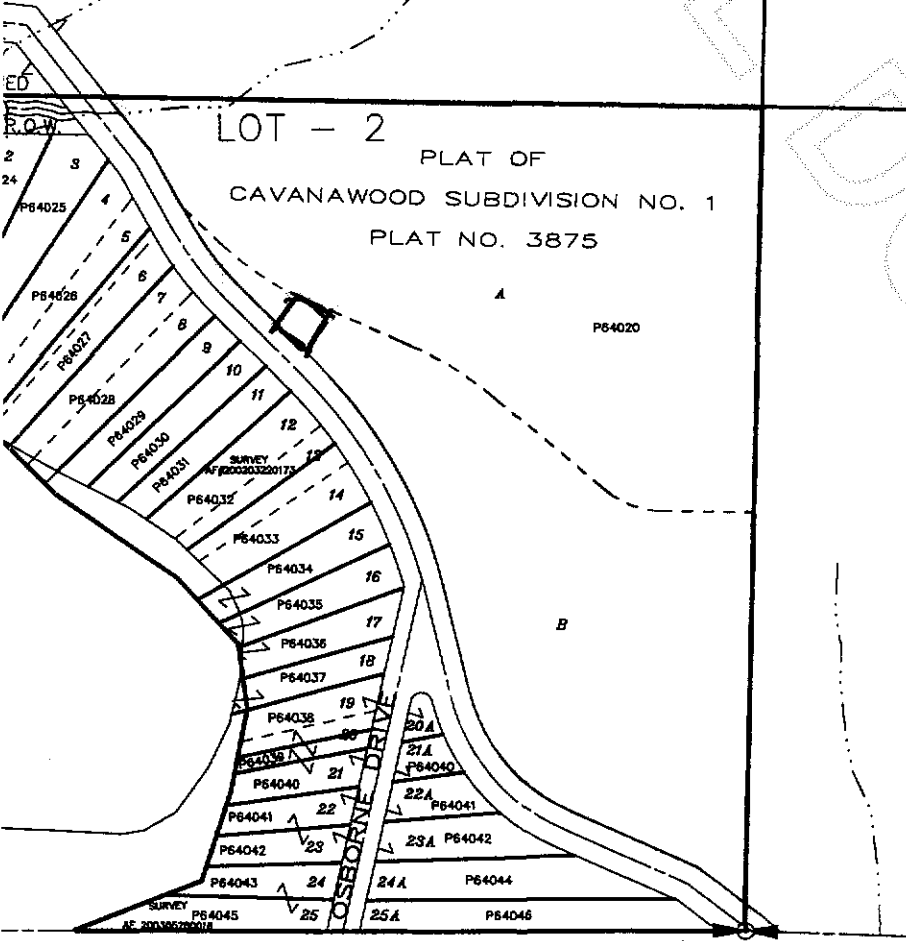 ED
R.O.W.
LOT - 2
PLAT OF
CAVANAWOOD SUBDIVISION NO. 1
PLAT NO. 3875
2
24
3
P64025
4
5
P64026
6
7
P64027
8
P64028
9
P64029
10
P64030
11
P64031
12
SURVEY
AF#200203220173
P64032
13
14
P64033
15
P64034
16
P64035
17
P64036
18
P64037
19
P64038
20
P64039
21
P64040
22
P64041
23
P64042
24
P64043
25
P64045
SURVEY
OSBORNE DRIVE
20A
21A
P64040
22A
P64041
23A
P64042
24A
P64044
25A
P64046
A
P64020
B